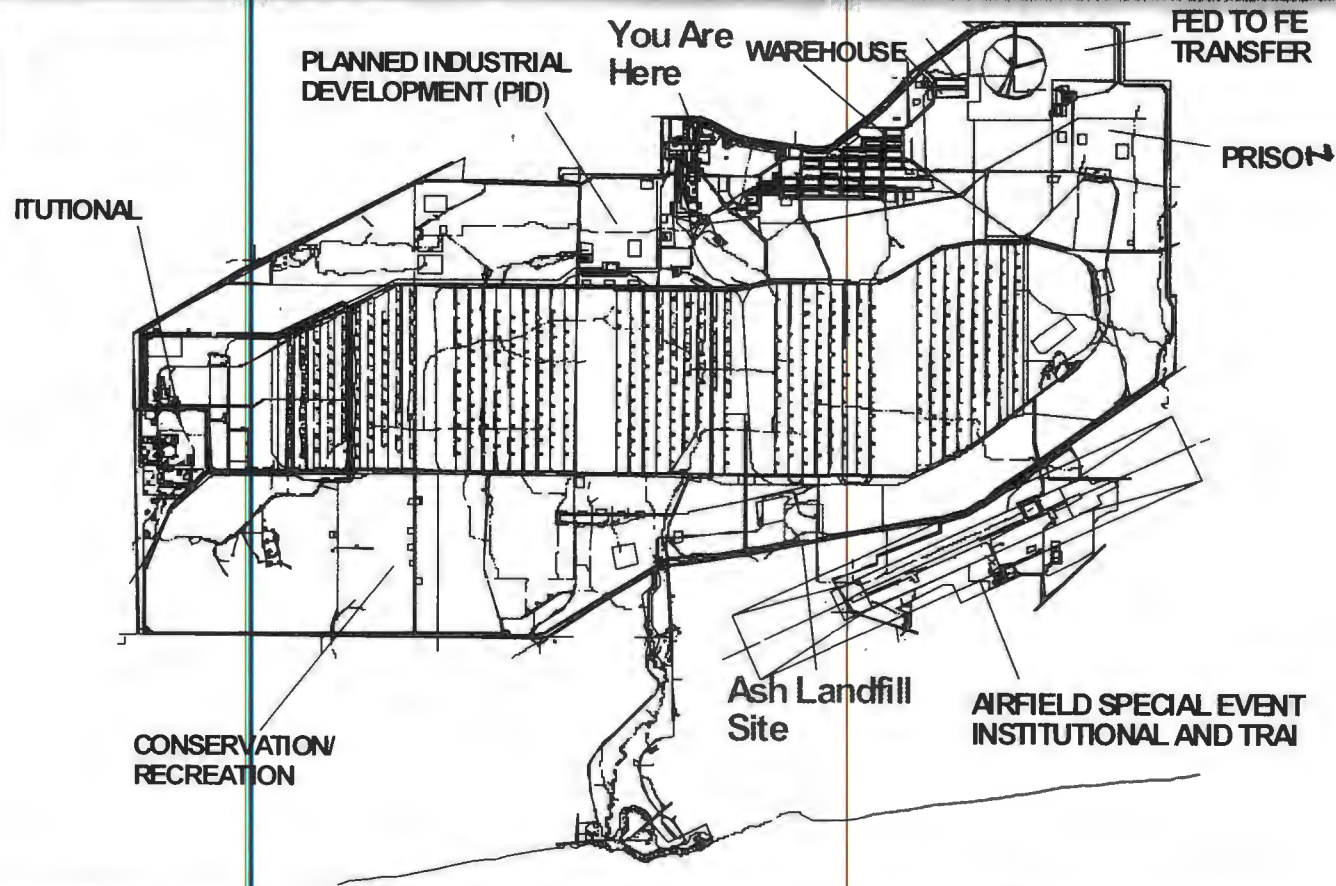 FED TO FE
TRANSFER
You Are
Here
WAREHOUSE
PLANNED INDUSTRIAL
DEVELOPMENT (PID)
PRISON
ITUTIONAL
Ash Landfill
Site
AIRFIELD SPECIAL EVENT
INSTITUTIONAL AND TRAI
CONSERVATION/
RECREATION